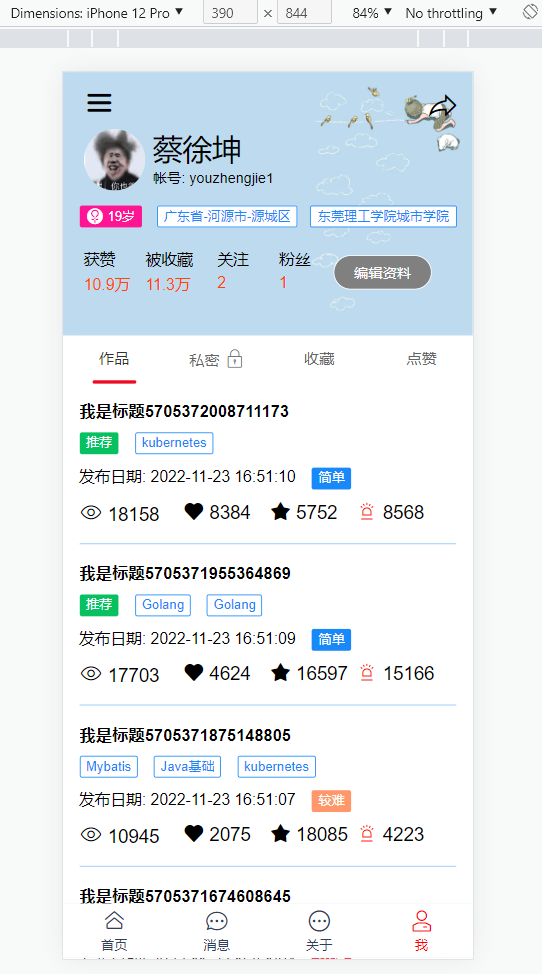 Dimensions: iPhone 12 Pro ▼ 390 × 844 84% ▼ No throttling ▼
蔡徐坤
帐号: youzhengjie1
19岁 广东省-河源市-源城区 东莞理工学院城市学院
获赞 被收藏 关注 粉丝
10.9万 11.3万 2 1
编辑资料
作品 私密 收藏 点赞
我是标题5705372008711173
推荐 kubernetes
发布日期: 2022-11-23 16:51:10 简单
18158 8384 5752 8568
我是标题5705371955364869
推荐 Golang Golang
发布日期: 2022-11-23 16:51:09 简单
17703 4624 16597 15166
我是标题5705371875148805
Mybatis Java基础 kubernetes
发布日期: 2022-11-23 16:51:07 较难
10945 2075 18085 4223
我是标题5705371674608645
首页 消息 关于 我